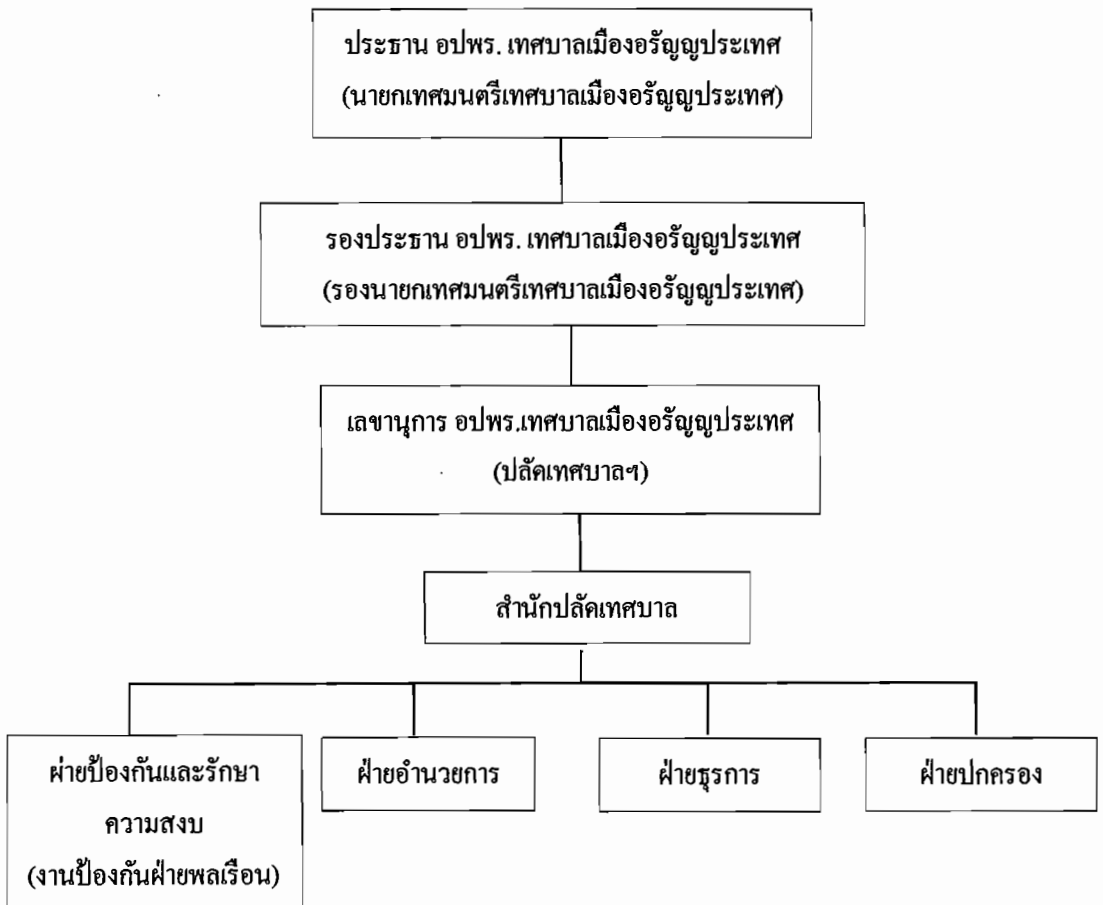 ประธาน อปพร. เทศบาลเมืองอรัญญประเทศ
(นายกเทศมนตรีเทศบาลเมืองอรัญญประเทศ)
รองประธาน อปพร. เทศบาลเมืองอรัญญประเทศ
(รองนายกเทศมนตรีเทศบาลเมืองอรัญญประเทศ)
เลขานุการ อปพร.เทศบาลเมืองอรัญญประเทศ
(ปลัดเทศบาลฯ)
สำนักปลัดเทศบาล
ฝ่ายป้องกันและรักษา
ความสงบ
(งานป้องกันฝ่ายพลเรือน)
ฝ่ายอำนวยการ
ฝ่ายธุรการ
ฝ่ายปกครอง